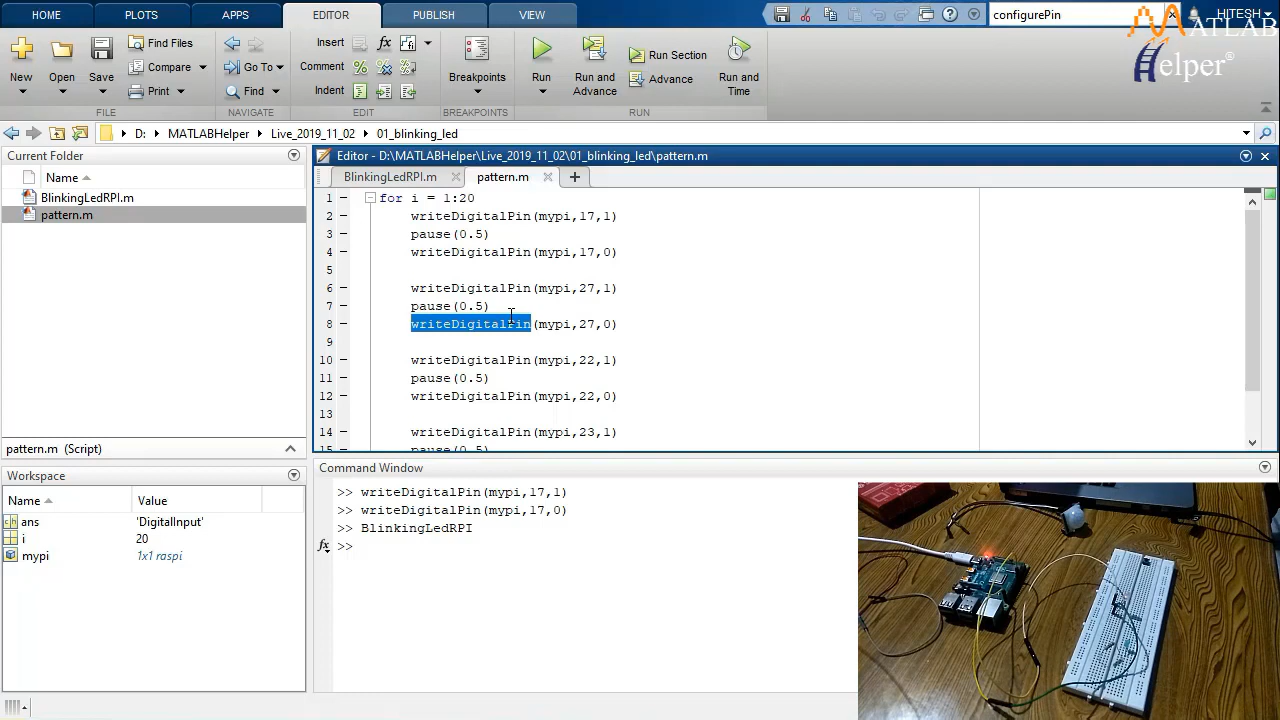 HOME PLOTS APPS EDITOR PUBLISH VIEW configurePin HITESH
MATLAB
Helper®
New Open Save Find Files Compare Print
Go To Find
Insert Comment Indent
Breakpoints
Run Run and Advance Run Section Advance Run and Time
FILE NAVIGATE EDIT BREAKPOINTS RUN
D: MATLABHelper Live_2019_11_02 01_blinking_led
Current Folder
Name
BlinkingLedRPI.m
pattern.m
pattern.m (Script)
Workspace
Name Value
ans 'DigitalInput'
i 20
mypi 1x1 raspi
Editor - D:\MATLABHelper\Live_2019_11_02\01_blinking_led\pattern.m
BlinkingLedRPI.m pattern.m
1 for i = 1:20
2 writeDigitalPin(mypi,17,1)
3 pause(0.5)
4 writeDigitalPin(mypi,17,0)
5
6 writeDigitalPin(mypi,27,1)
7 pause(0.5)
8 writeDigitalPin(mypi,27,0)
9
10 writeDigitalPin(mypi,22,1)
11 pause(0.5)
12 writeDigitalPin(mypi,22,0)
13
14 writeDigitalPin(mypi,23,1)
15 pause(0.5)
Command Window
>> writeDigitalPin(mypi,17,1)
>> writeDigitalPin(mypi,17,0)
>> BlinkingLedRPI
fx >>